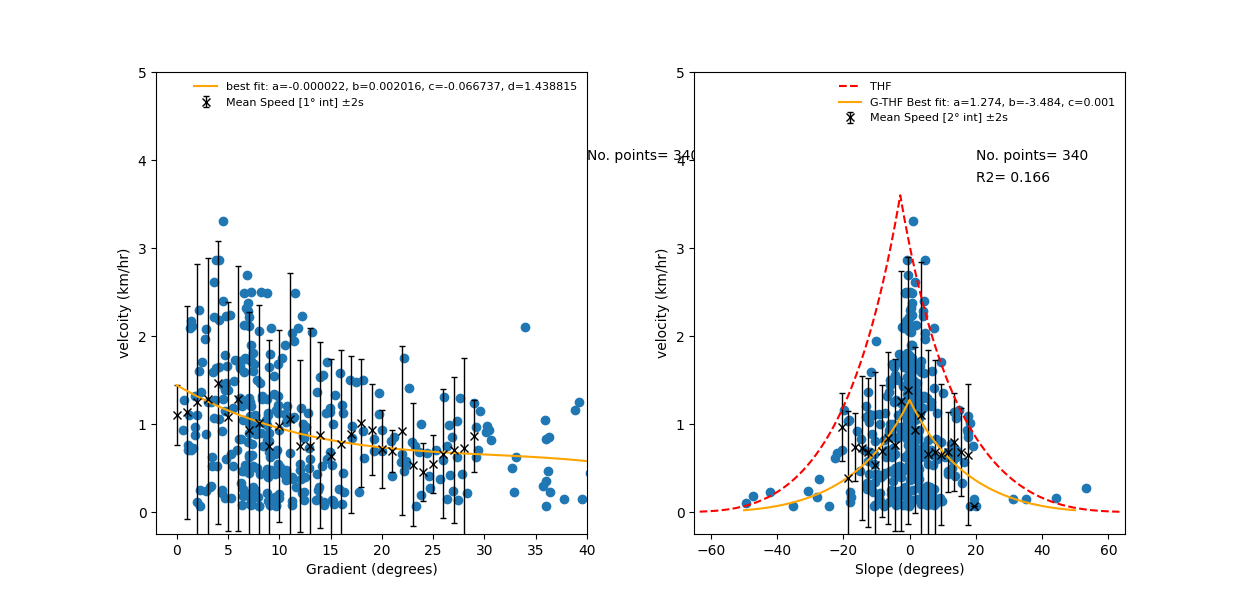 best fit: a=-0.000022, b=0.002016, c=-0.066737, d=1.438815
Mean Speed [1° int] ±2s
No. points= 340
velcoity (km/hr)
5
4
3
2
1
0
0
5
10
15
20
25
30
35
40
Gradient (degrees)
THF
G-THF Best fit: a=1.274, b=-3.484, c=0.001
Mean Speed [2° int] ±2s
No. points= 340
R2= 0.166
velocity (km/hr)
5
4
3
2
1
0
−60
−40
−20
0
20
40
60
Slope (degrees)